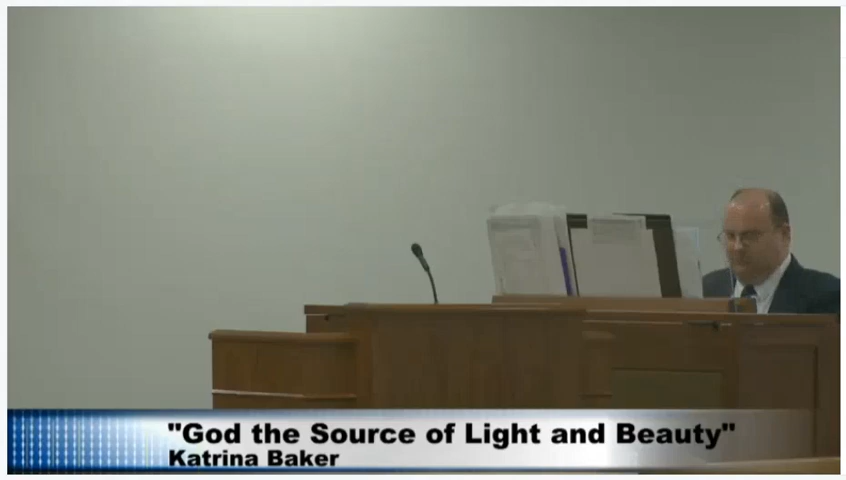 "God the Source of Light and Beauty"
Katrina Baker